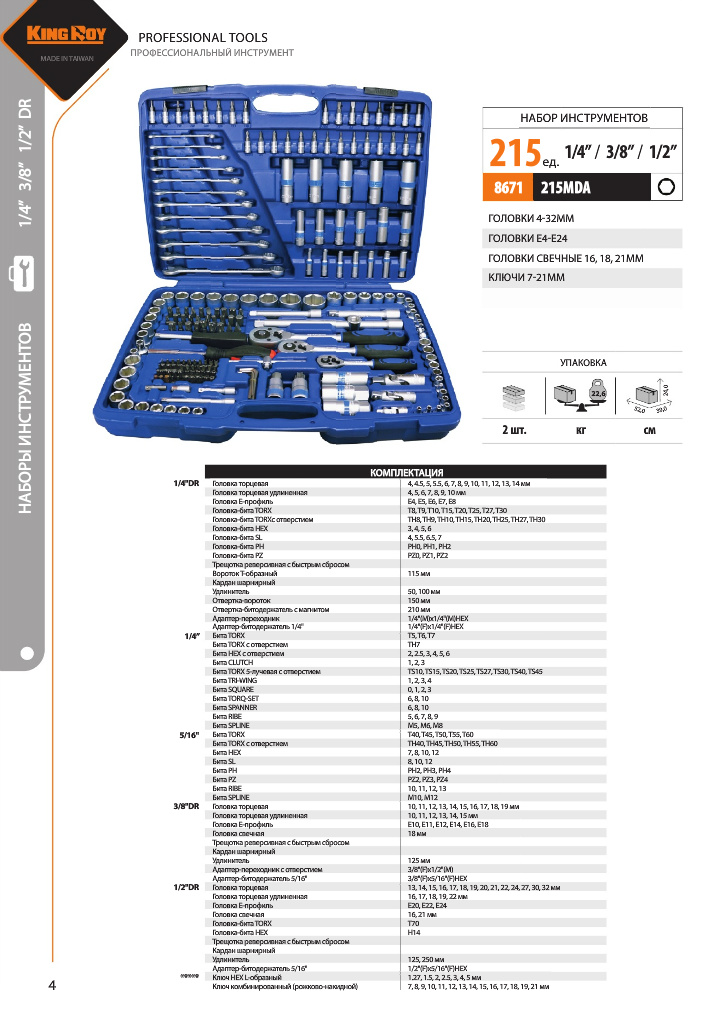 KING ROY
MADE IN TAIWAN
PROFESSIONAL TOOLS
ПРОФЕССИОНАЛЬНЫЙ ИНСТРУМЕНТ
1/4” 3/8” 1/2” DR
НАБОРЫ ИНСТРУМЕНТОВ
НАБОР ИНСТРУМЕНТОВ
215 ед. 1/4” / 3/8” / 1/2”
8671 215MDA
ГОЛОВКИ 4-32ММ
ГОЛОВКИ Е4-Е24
ГОЛОВКИ СВЕЧНЫЕ 16, 18, 21ММ
КЛЮЧИ 7-21ММ
УПАКОВКА
22,6
52,0 39,0 24,0
2 шт. кг см
КОМПЛЕКТАЦИЯ
1/4"DR Головка торцевая 4, 4.5, 5, 5.5, 6, 7, 8, 9, 10, 11, 12, 13, 14 мм
Головка торцевая удлиненная 4, 5, 6, 7, 8, 9, 10 мм
Головка Е-профиль E4, E5, E6, E7, E8
Головка-бита TORX T8, T9, T10, T15, T20, T25, T27, T30
Головка-бита TORXс отверстием TH8, TH9, TH10, TH15, TH20, TH25, TH27, TH30
Головка-бита HEX 3, 4, 5, 6
Головка-бита SL 4, 5.5, 6.5, 7
Головка-бита PH PH0, PH1, PH2
Головка-бита PZ PZ0, PZ1, PZ2
Трещотка реверсивная с быстрым сбросом
Вороток Т-образный 115 мм
Кардан шарнирный
Удлинитель 50, 100 мм
Отвертка-вороток 150 мм
Отвертка-битодержатель с магнитом 210 мм
Адаптер-переходник 1/4"(M)x1/4"(M)HEX
Адаптер-битодержатель 1/4" 1/4"(F)x1/4"(F)HEX
1/4” Бита TORX T5, T6, T7
Бита TORX с отверстием TH7
Бита HEX с отверстием 2, 2.5, 3, 4, 5, 6
Бита CLUTCH 1, 2, 3
Бита TORX 5-лучевая с отверстием TS10, TS15, TS20, TS25, TS27, TS30, TS40, TS45
Бита TRI-WING 1, 2, 3, 4
Бита SQUARE 0, 1, 2, 3
Бита TORQ-SET 6, 8, 10
Бита SPANNER 6, 8, 10
Бита RIBE 5, 6, 7, 8, 9
Бита SPLINE M5, M6, M8
5/16" Бита TORX T40, T45, T50, T55, T60
Бита TORX с отверстием TH40, TH45, TH50, TH55, TH60
Бита HEX 7, 8, 10, 12
Бита SL 8, 10, 12
Бита PH PH2, PH3, PH4
Бита PZ PZ2, PZ3, PZ4
Бита RIBE 10, 11, 12, 13
Бита SPLINE M10, M12
3/8"DR Головка торцевая 10, 11, 12, 13, 14, 15, 16, 17, 18, 19 мм
Головка торцевая удлиненная 10, 11, 12, 13, 14, 15 мм
Головка Е-профиль E10, E11, E12, E14, E16, E18
Головка свечная 18 мм
Трещотка реверсивная с быстрым сбросом
Кардан шарнирный
Удлинитель 125 мм
Адаптер-переходник с отверстием 3/8"(F)x1/2"(M)
Адаптер-битодержатель 5/16" 3/8"(F)x5/16"(F)HEX
1/2"DR Головка торцевая 13, 14, 15, 16, 17, 18, 19, 20, 21, 22, 24, 27, 30, 32 мм
Головка торцевая удлиненная 16, 17, 18, 19, 22 мм
Головка Е-профиль E20, E22, E24
Головка свечная 16, 21 мм
Головка-бита TORX T70
Головка-бита HEX H14
Трещотка реверсивная с быстрым сбросом
Кардан шарнирный
Удлинитель 125, 250 мм
Адаптер-битодержатель 5/16" 1/2"(F)x5/16"(F)HEX
Ключ HEX L-образный 1.27, 1.5, 2, 2.5, 3, 4, 5 мм
Ключ комбинированный (рожково-накидной) 7, 8, 9, 10, 11, 12, 13, 14, 15, 16, 17, 18, 19, 21 мм
4